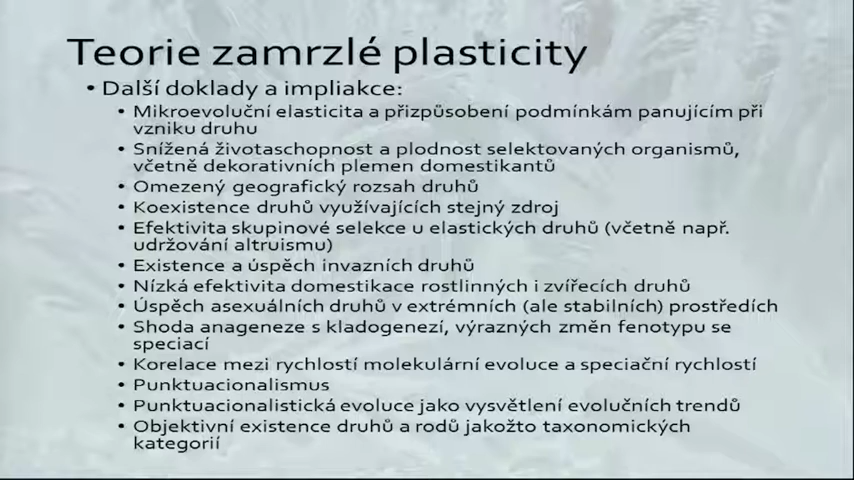 Teorie zamrzlé plasticity
• Další doklady a impliakce:
• Mikroevoluční elasticita a přizpůsobení podmínkám panujícím při
vzniku druhu
• Snížená životaschopnost a plodnost selektovaných organismů,
včetně dekorativních plemen domestikantů
• Omezený geografický rozsah druhů
• Koexistence druhů využívajících stejný zdroj
• Efektivita skupinové selekce u elastických druhů (včetně např.
udržování altruismu)
• Existence a úspěch invazních druhů
• Nízká efektivita domestikace rostlinných i zvířecích druhů
• Úspěch asexuálních druhů v extrémních (ale stabilních) prostředích
• Shoda anageneze s kladogenezí, výrazných změn fenotypu se
speciací
• Korelace mezi rychlostí molekulární evoluce a speciační rychlostí
• Punktuacionalismus
• Punktuacionalistická evoluce jako vysvětlení evolučních trendů
• Objektivní existence druhů a rodů jakožto taxonomických
kategorií